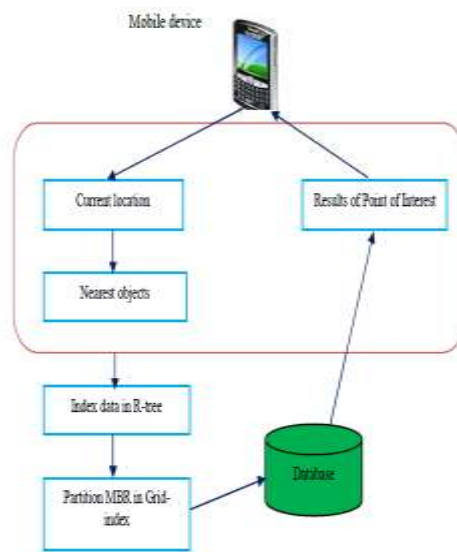 Mobile device
Current location
Results of Point of Interest
Nearest objects
Index data in R-tree
Partition MBR in Grid-
index
Database